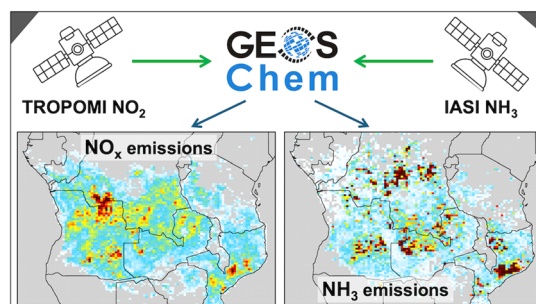 GEOS
Chem
TROPOMI NO₂
IASI NH₃
NOₓ emissions
NH₃ emissions